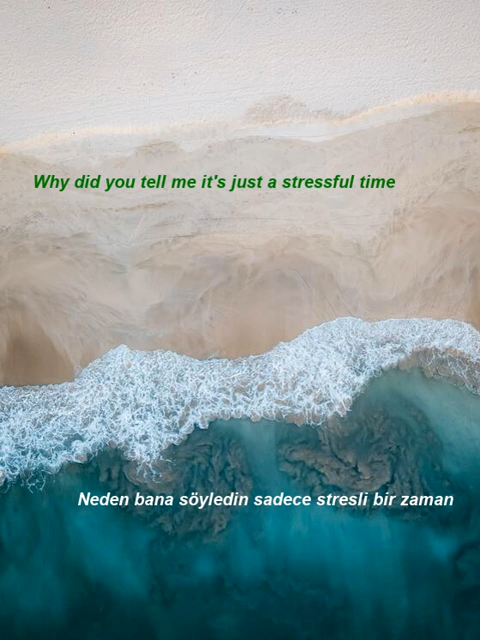 Why did you tell me it's just a stressful time
Neden bana söyledin sadece stresli bir zaman